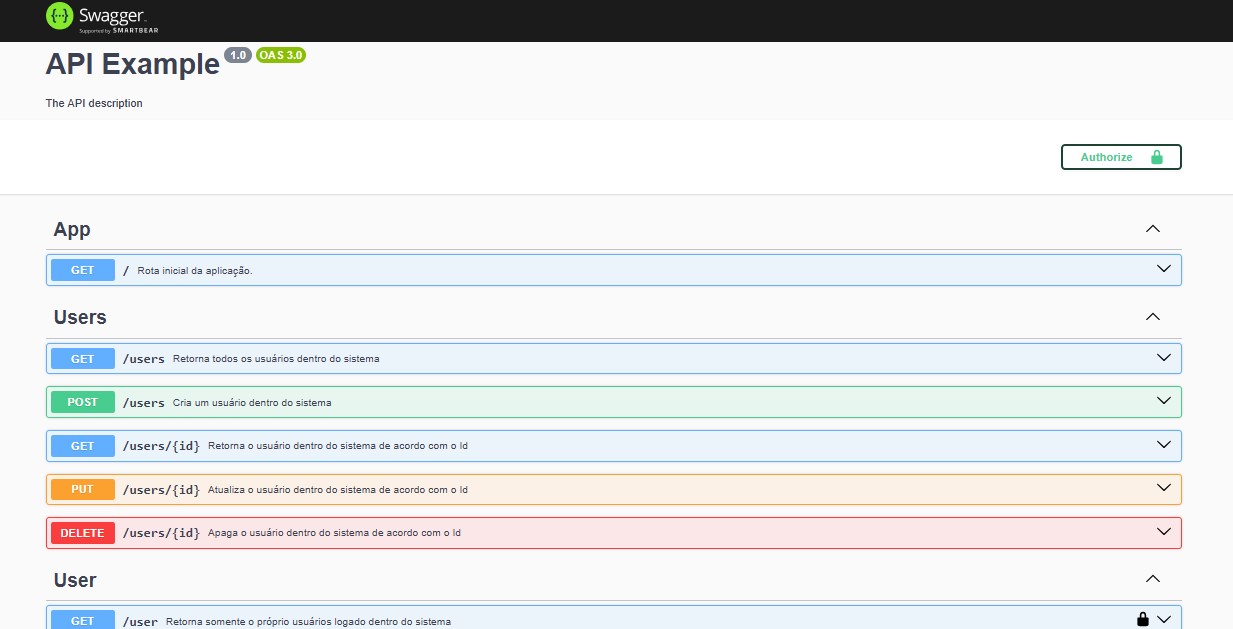 Swagger.
Supported by SMARTBEAR
API Example 1.0 OAS 3.0
The API description
Authorize
App
GET / Rota inicial da aplicação.
Users
GET /users Retorna todos os usuários dentro do sistema
POST /users Cria um usuário dentro do sistema
GET /users/{id} Retorna o usuário dentro do sistema de acordo com o Id
PUT /users/{id} Atualiza o usuário dentro do sistema de acordo com o Id
DELETE /users/{id} Apaga o usuário dentro do sistema de acordo com o Id
User
GET /user Retorna somente o próprio usuários logado dentro do sistema